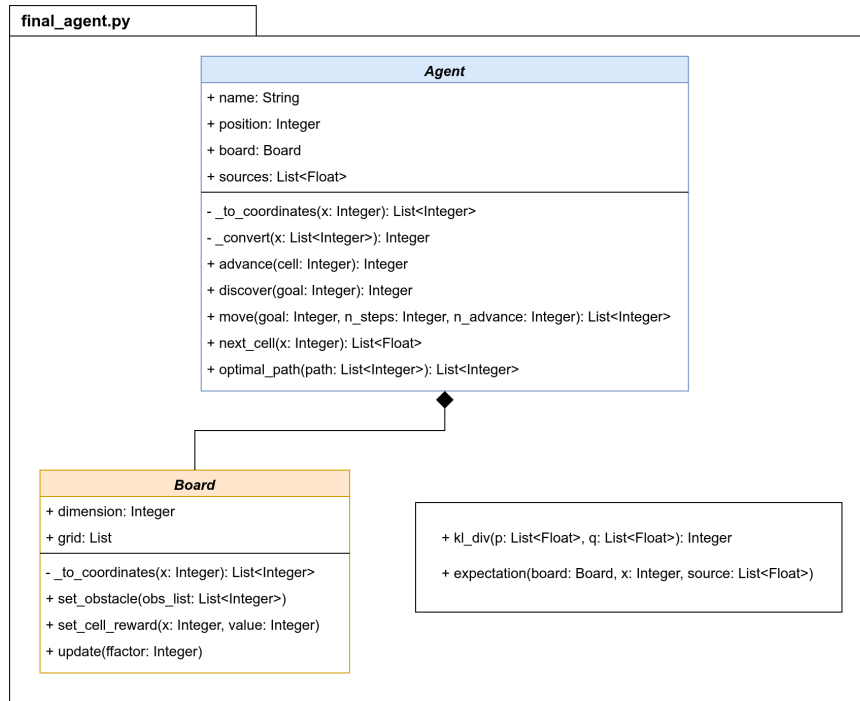 final_agent.py
Agent
+ name: String
+ position: Integer
+ board: Board
+ sources: List<Float>
- _to_coordinates(x: Integer): List<Integer>
- _convert(x: List<Integer>): Integer
+ advance(cell: Integer): Integer
+ discover(goal: Integer): Integer
+ move(goal: Integer, n_steps: Integer, n_advance: Integer): List<Integer>
+ next_cell(x: Integer): List<Float>
+ optimal_path(path: List<Integer>): List<Integer>
Board
+ dimension: Integer
+ grid: List
- _to_coordinates(x: Integer): List<Integer>
+ set_obstacle(obs_list: List<Integer>)
+ set_cell_reward(x: Integer, value: Integer)
+ update(ffactor: Integer)
+ kl_div(p: List<Float>, q: List<Float>): Integer
+ expectation(board: Board, x: Integer, source: List<Float>)